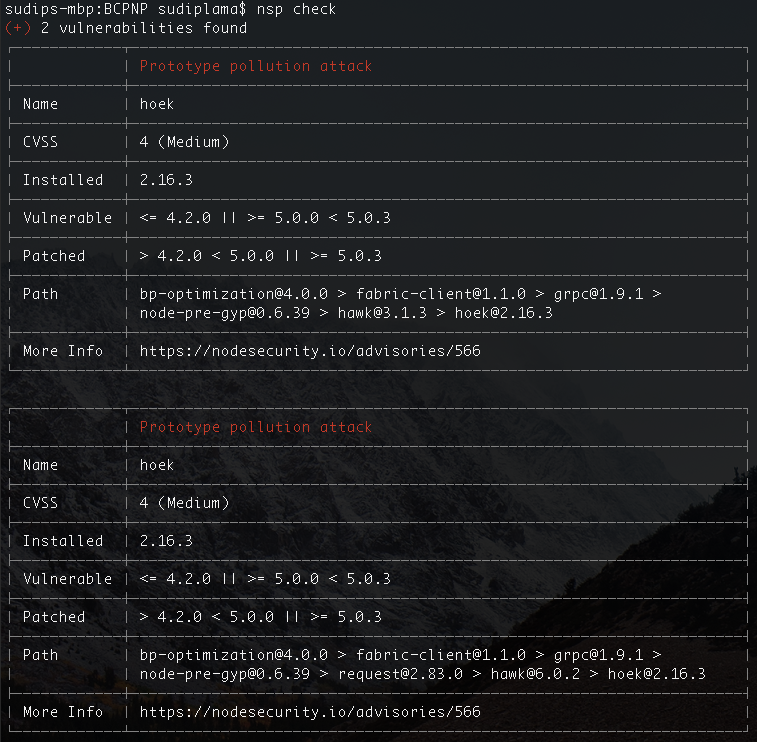 sudips-mbp:BCPNP sudiplama$ nsp check
(+) 2 vulnerabilities found
Prototype pollution attack
Name hoek
CVSS 4 (Medium)
Installed 2.16.3
Vulnerable <= 4.2.0 || >= 5.0.0 < 5.0.3
Patched > 4.2.0 < 5.0.0 || >= 5.0.3
Path bp-optimization@4.0.0 > fabric-client@1.1.0 > grpc@1.9.1 >
node-pre-gyp@0.6.39 > hawk@3.1.3 > hoek@2.16.3
More Info https://nodesecurity.io/advisories/566
Prototype pollution attack
Name hoek
CVSS 4 (Medium)
Installed 2.16.3
Vulnerable <= 4.2.0 || >= 5.0.0 < 5.0.3
Patched > 4.2.0 < 5.0.0 || >= 5.0.3
Path bp-optimization@4.0.0 > fabric-client@1.1.0 > grpc@1.9.1 >
node-pre-gyp@0.6.39 > request@2.83.0 > hawk@6.0.2 > hoek@2.16.3
More Info https://nodesecurity.io/advisories/566